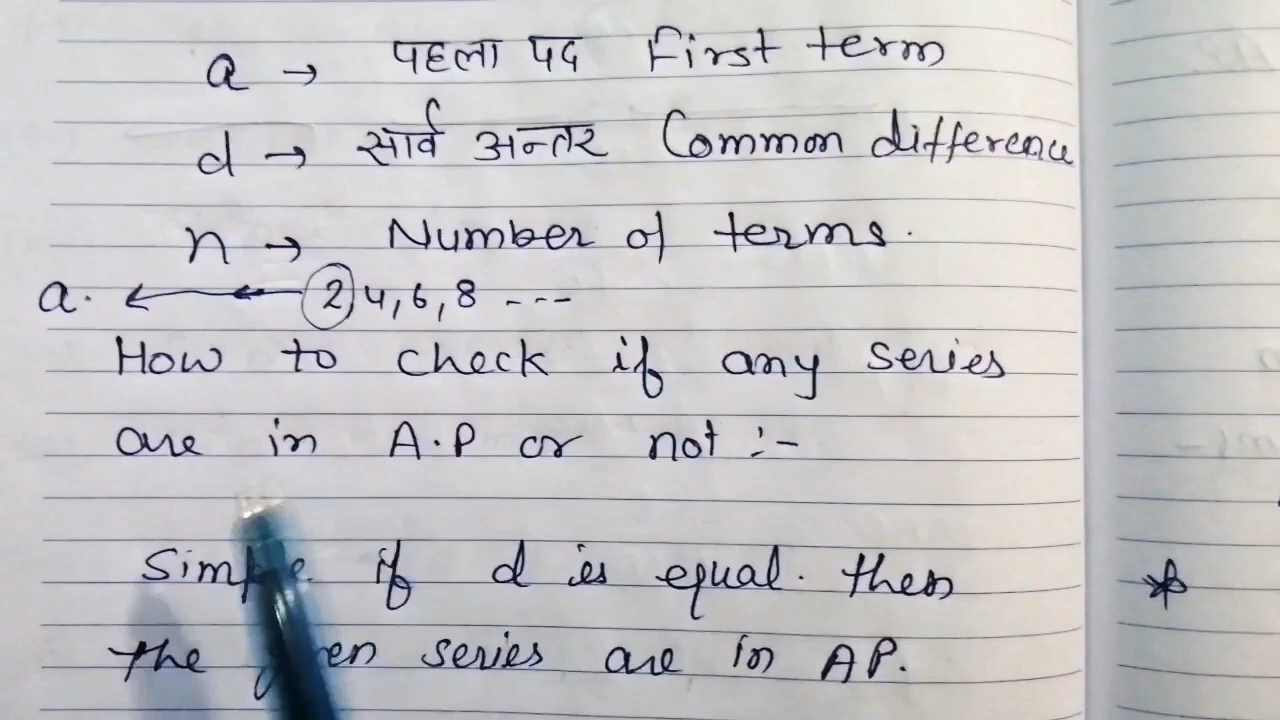 a → पहला पद First term
d → सार्व अन्तर Common difference
n → Number of terms.
a. ← 2 4, 6, 8 ---
How to check if any series
are in A.P or not :-
if d is equal. then
the series are in AP.
*